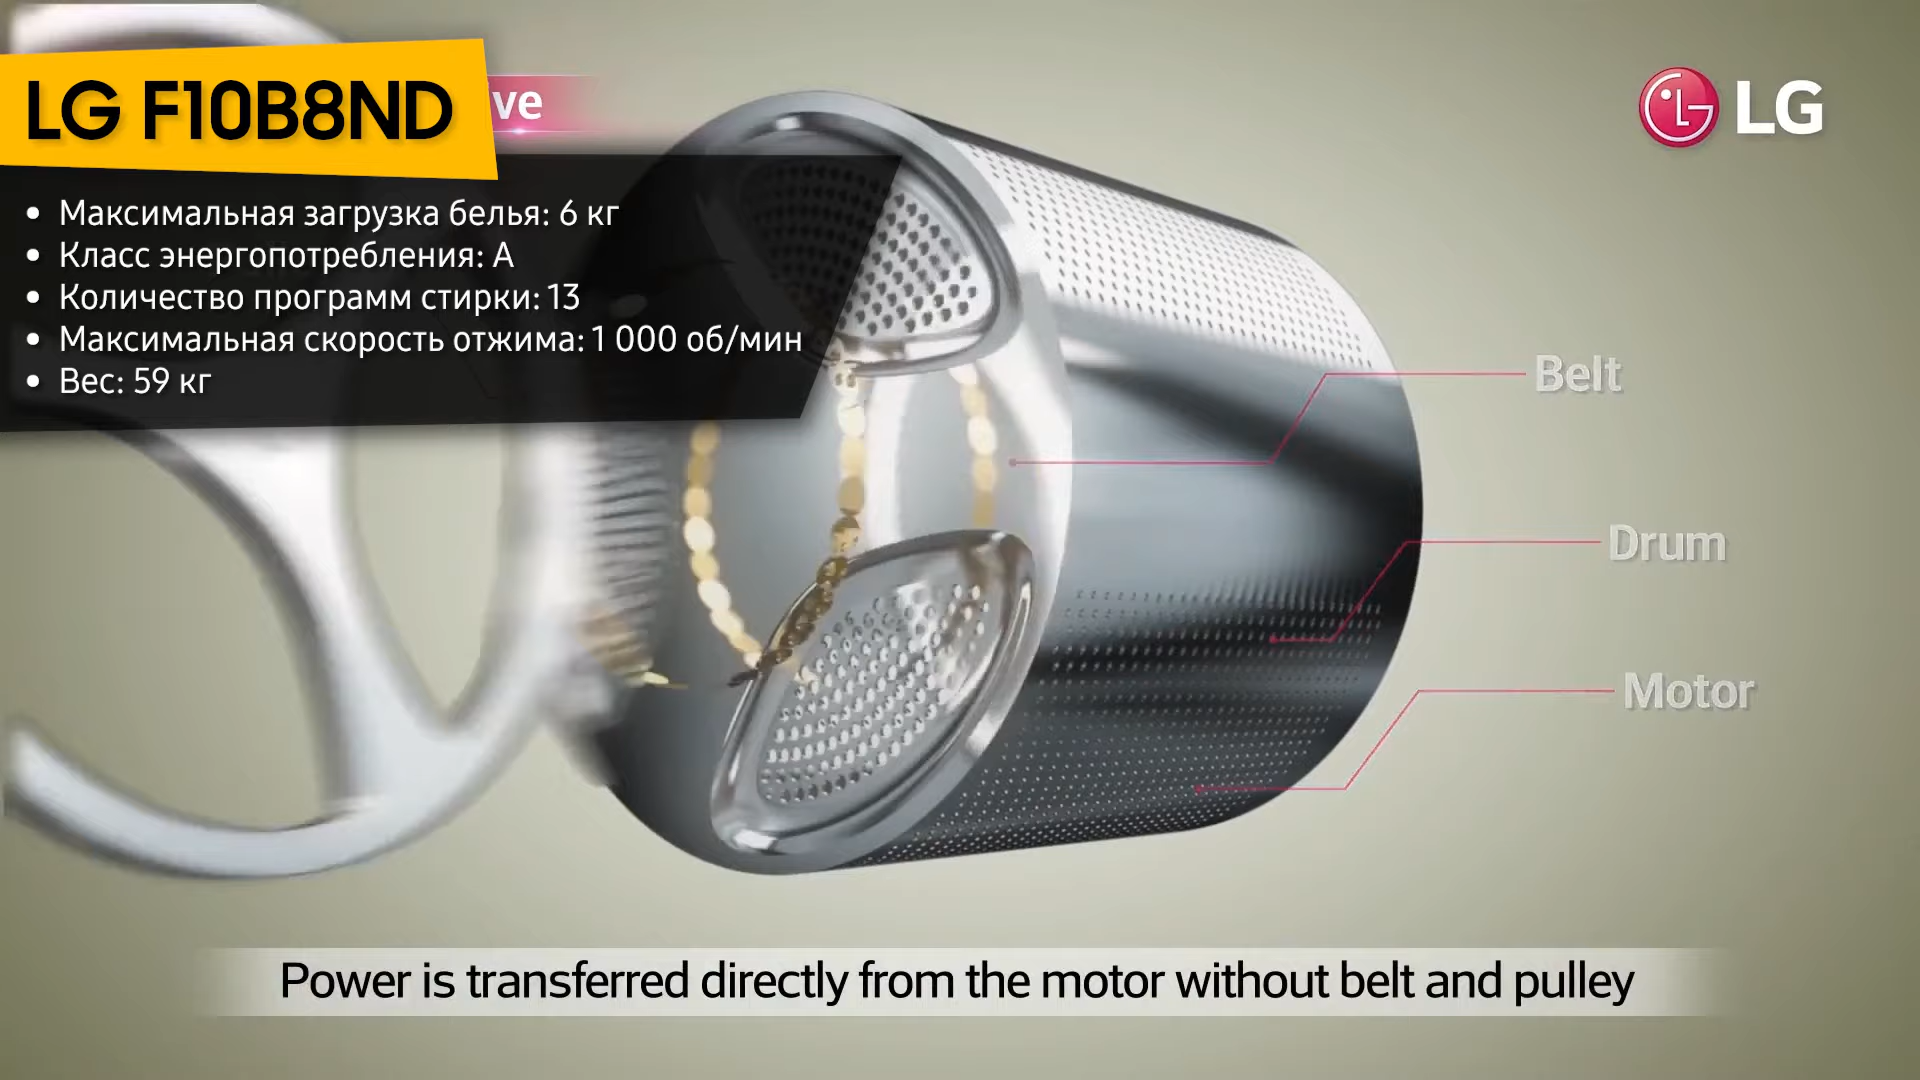 LG F10B8ND
ive
LG
• Максимальная загрузка белья: 6 кг
• Класс энергопотребления: A
• Количество программ стирки: 13
• Максимальная скорость отжима: 1 000 об/мин
• Вес: 59 кг
Belt
Drum
Motor
Power is transferred directly from the motor without belt and pulley